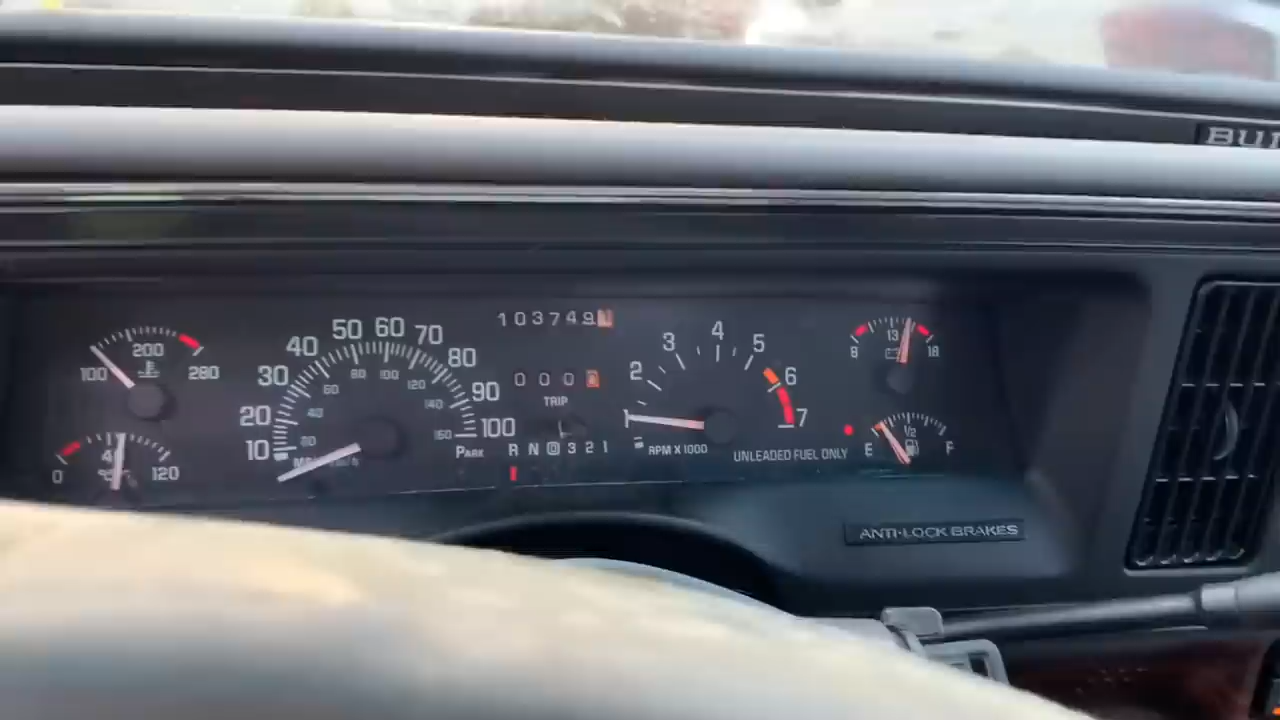 BUI
103749
50 60
40 70
30 80
20 90
10 100
60 80 100 120
40 140
160
000
TRIP
PARK R N D 3 2 1
2 3 4 5 6 7
RPM X 1000
UNLEADED FUEL ONLY
100 200 280
0 120
8 13 18
E 1/2 F
ANTI-LOCK BRAKES